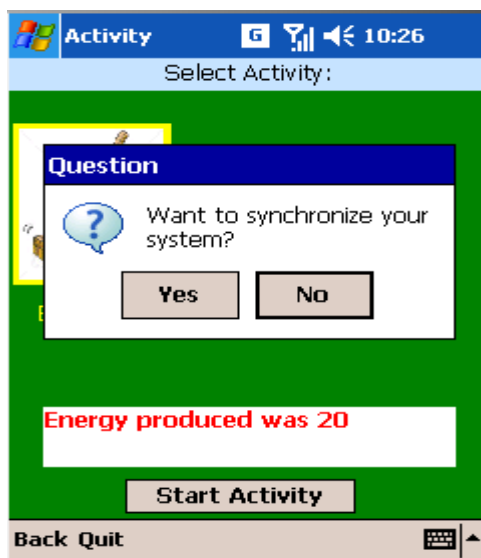 Activity
G
10:26
Select Activity:
Question
?
Want to synchronize your
system?
Yes No
Energy produced was 20
Start Activity
Back Quit